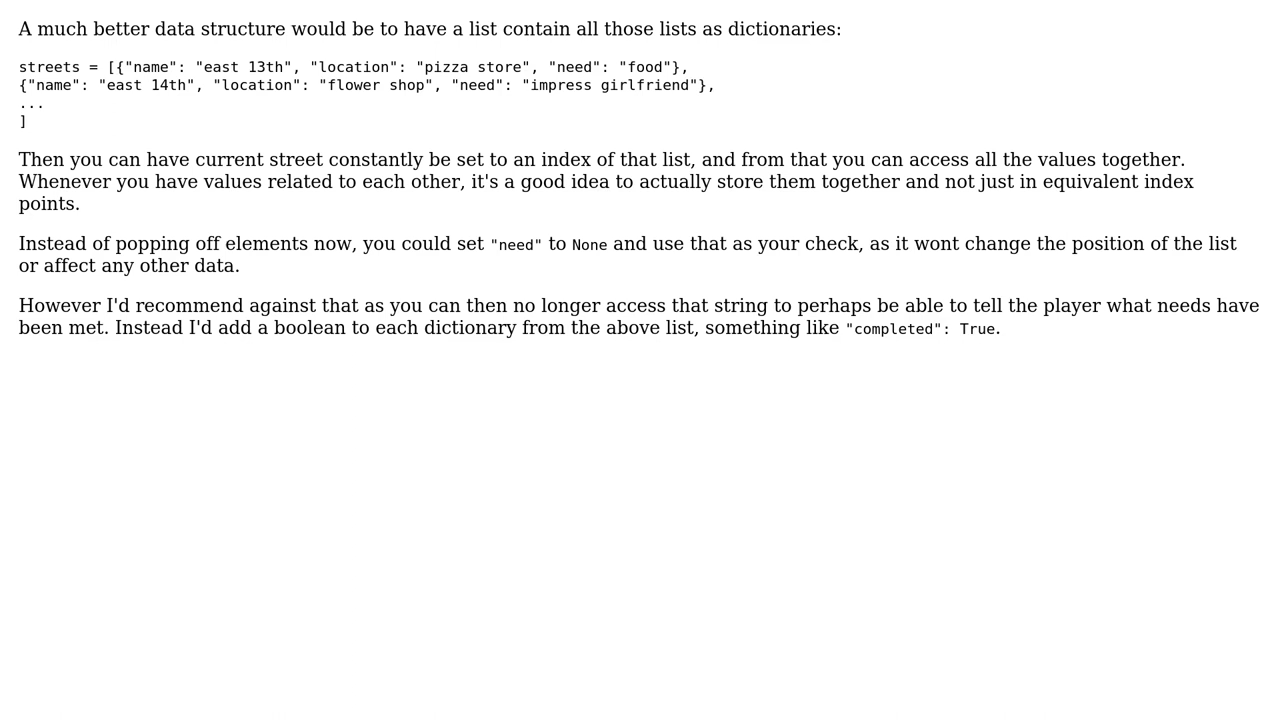 A much better data structure would be to have a list contain all those lists as dictionaries:
streets = [{"name": "east 13th", "location": "pizza store", "need": "food"},
{"name": "east 14th", "location": "flower shop", "need": "impress girlfriend"},
...
]
Then you can have current street constantly be set to an index of that list, and from that you can access all the values together.
Whenever you have values related to each other, it's a good idea to actually store them together and not just in equivalent index
points.
Instead of popping off elements now, you could set "need" to None and use that as your check, as it wont change the position of the list
or affect any other data.
However I'd recommend against that as you can then no longer access that string to perhaps be able to tell the player what needs have
been met. Instead I'd add a boolean to each dictionary from the above list, something like "completed": True.